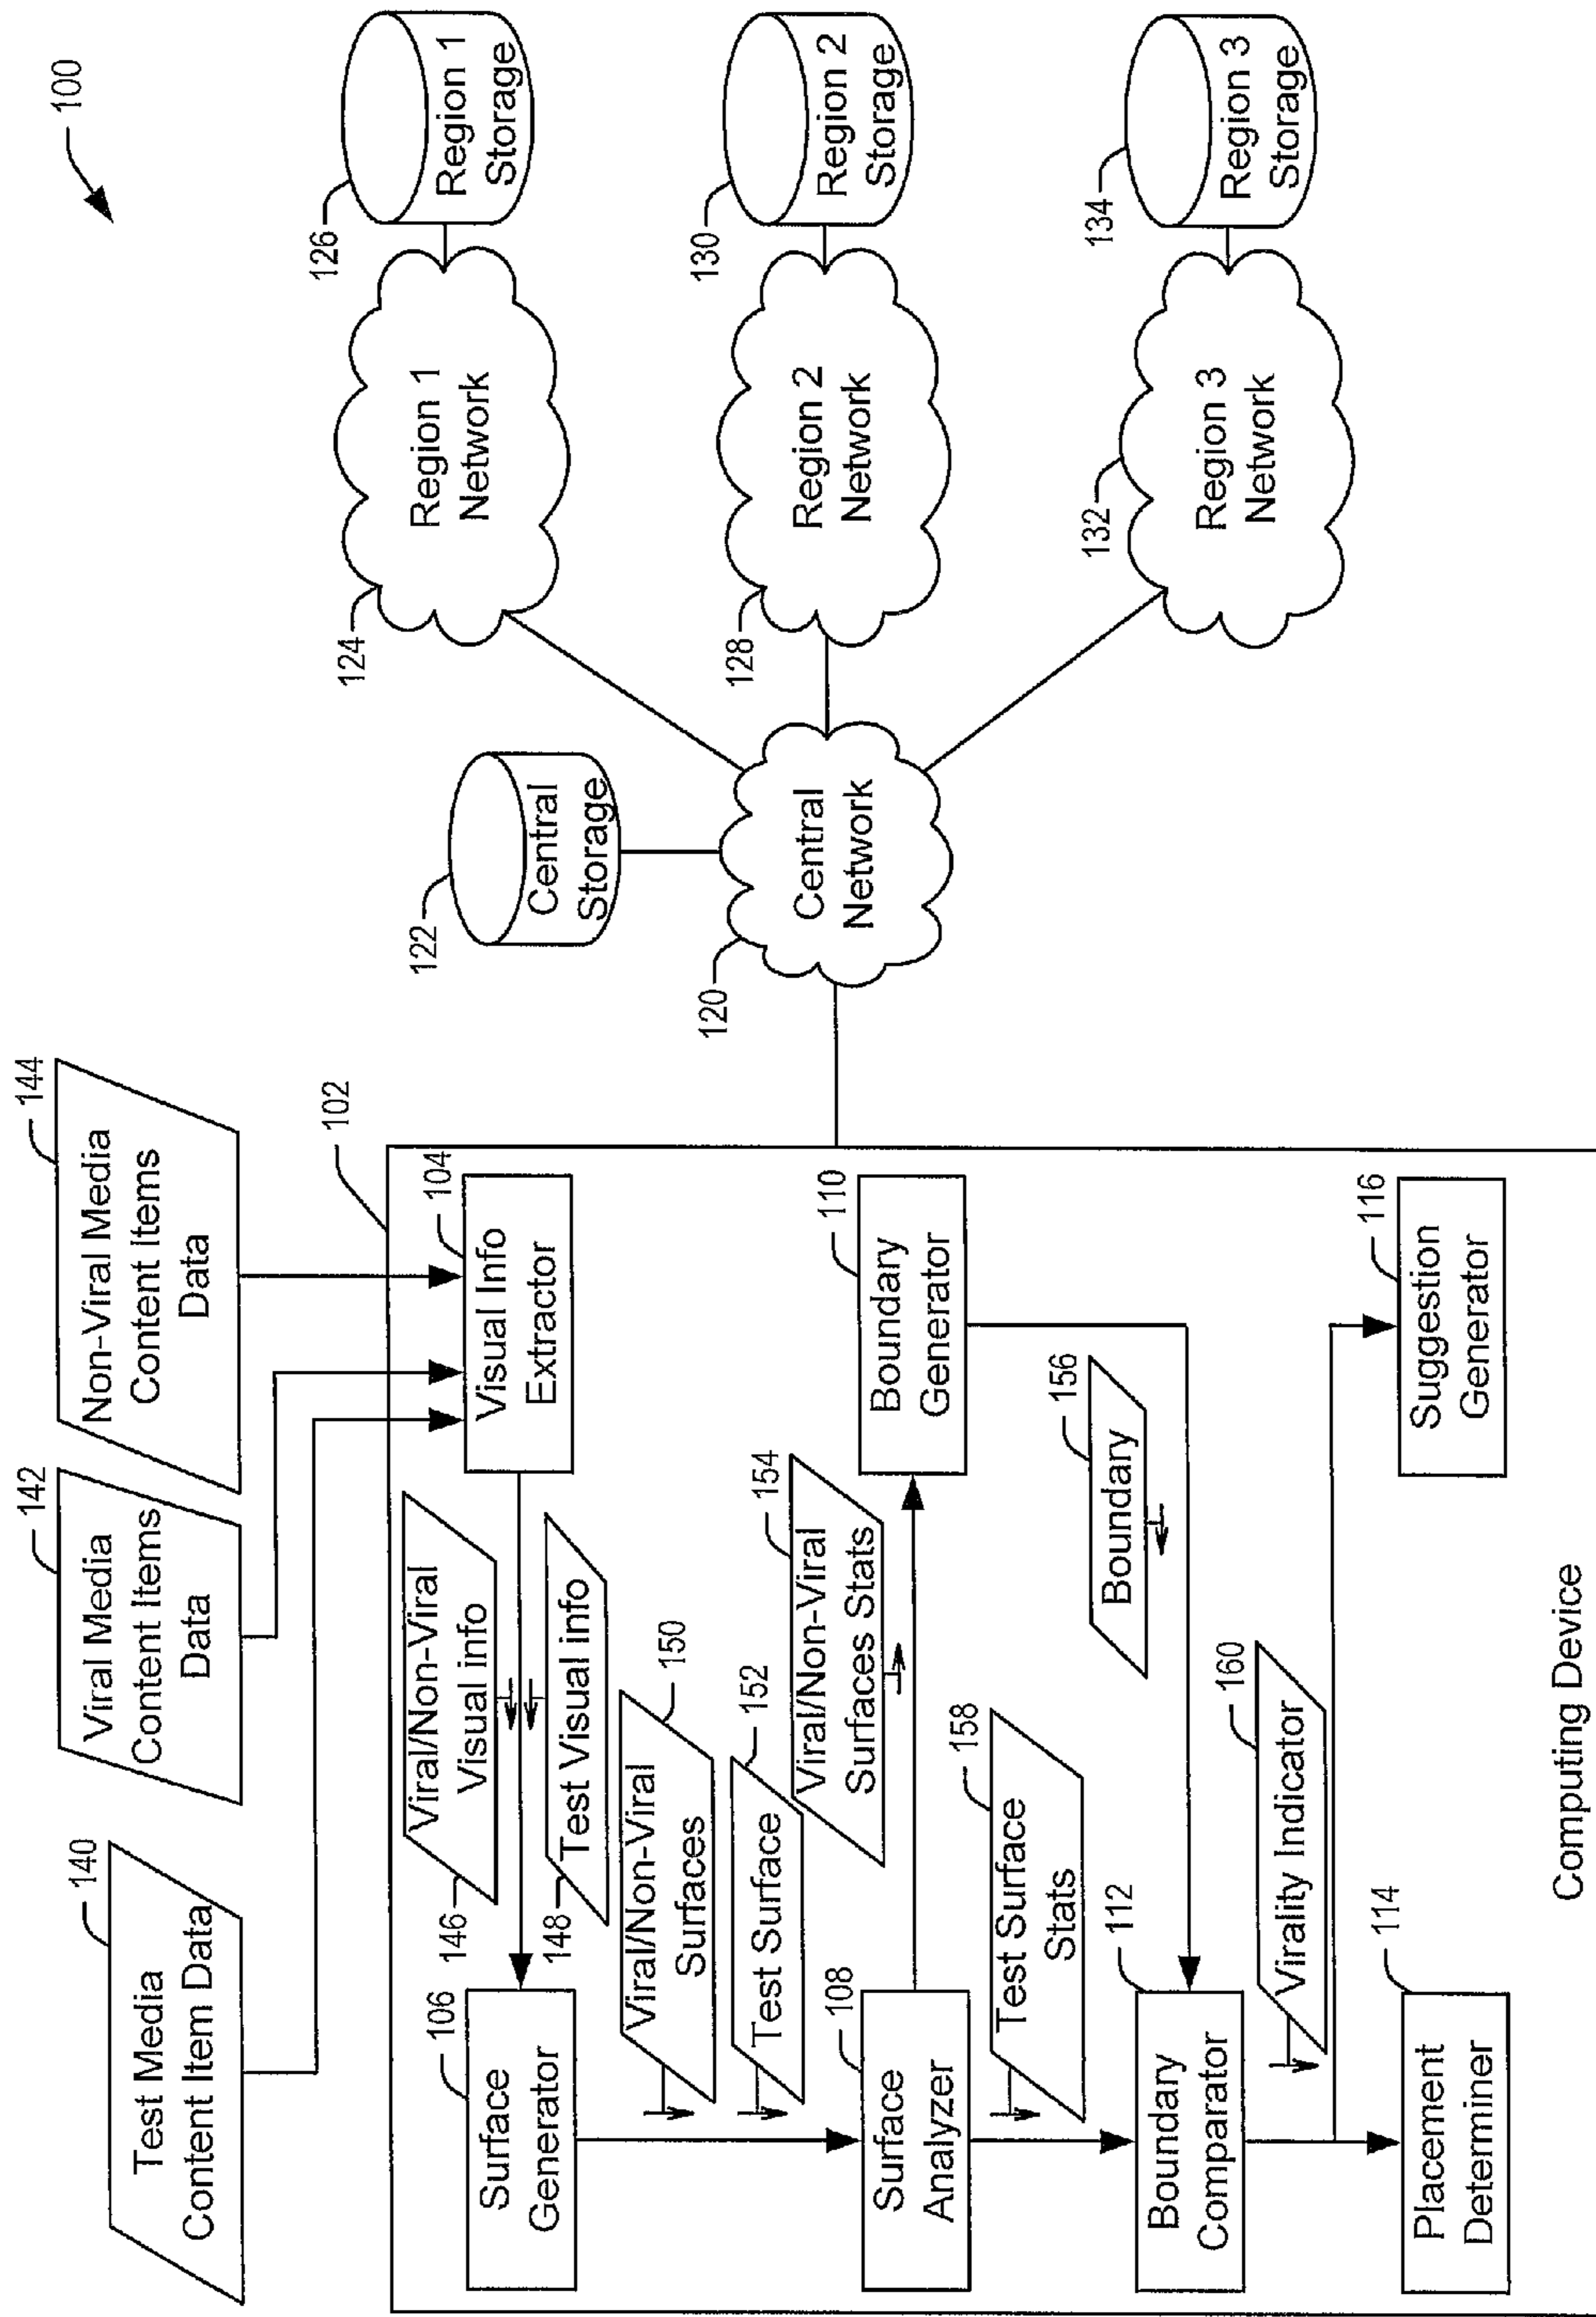 100
140
Test Media
Content Item Data
142
Viral Media
Content Items
Data
144
Non-Viral Media
Content Items
Data
102
106
Surface
Generator
Viral/Non-Viral
Visual info
146
148
Test Visual info
104
Visual Info
Extractor
Viral/Non-Viral
Surfaces
150
Test Surface
152
108
Surface
Analyzer
Viral/Non-Viral
Surfaces Stats
154
110
Boundary
Generator
Test Surface
Stats
158
Boundary
156
112
Boundary
Comparator
Virality Indicator
160
114
Placement
Determiner
116
Suggestion
Generator
Computing Device
122
Central
Storage
120
Central
Network
124
Region 1
Network
126
Region 1
Storage
128
Region 2
Network
130
Region 2
Storage
132
Region 3
Network
134
Region 3
Storage